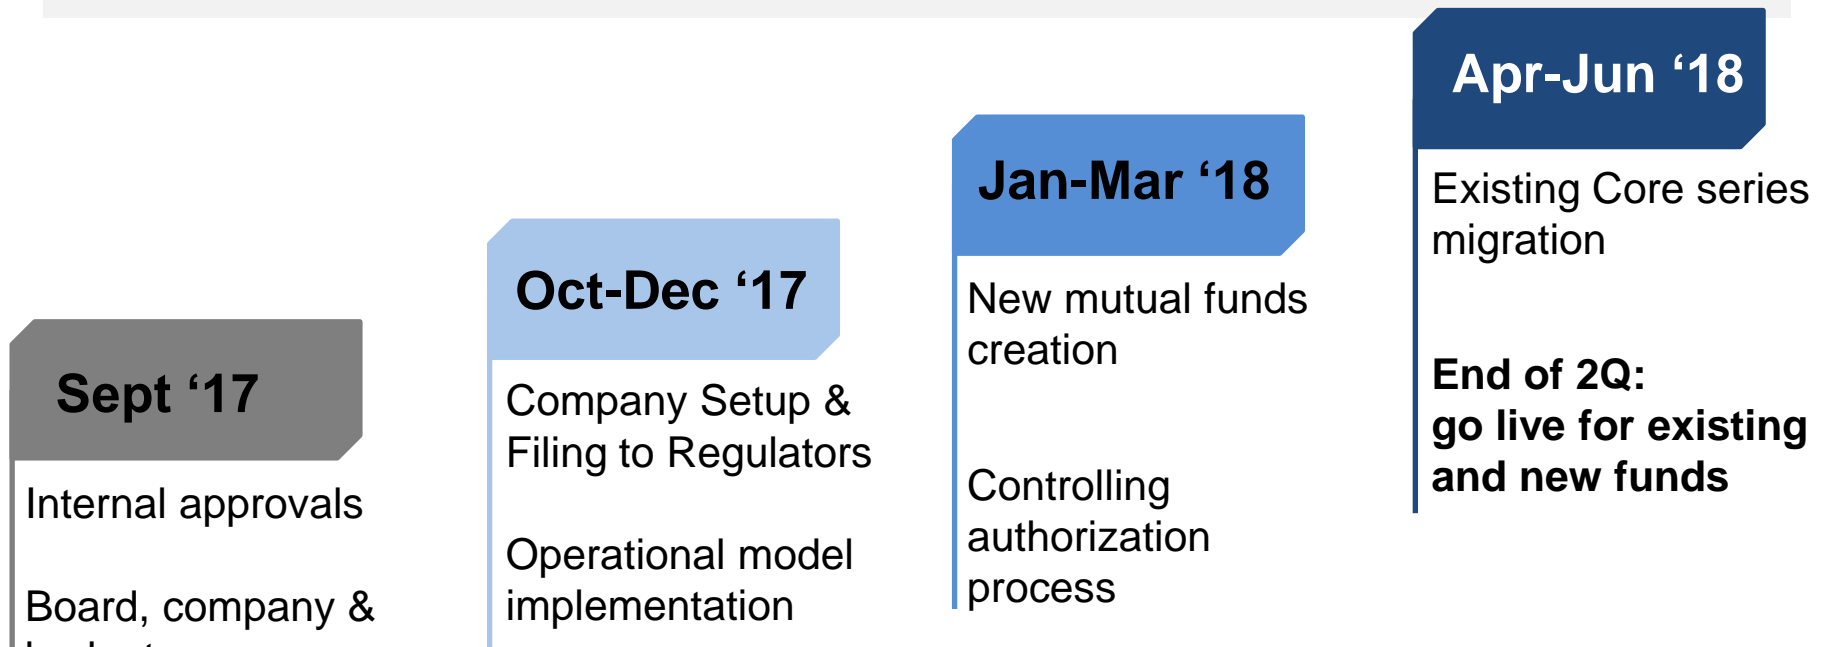 Sept ‘17
Internal approvals
Board, company &
Oct-Dec ‘17
Company Setup &
Filing to Regulators
Operational model
implementation
Jan-Mar ‘18
New mutual funds
creation
Controlling
authorization
process
Apr-Jun ‘18
Existing Core series
migration
End of 2Q:
go live for existing
and new funds